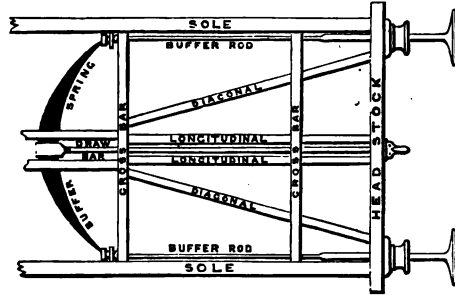 SOLE
BUFFER ROD
SPRING
DIAGONAL
CROSS BAR
CROSS BAR
HEAD STOCK
DRAW BAR
LONGITUDINAL
LONGITUDINAL
BUFFER
DIAGONAL
BUFFER ROD
SOLE